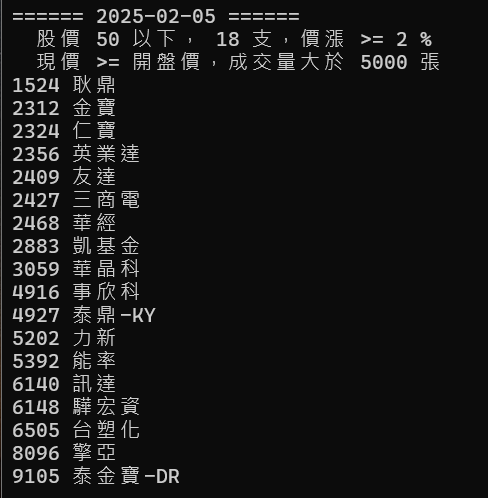 ====== 2025-02-05 ======
股價 50 以下， 18 支，價漲 >= 2 %
現價 >= 開盤價，成交量大於 5000 張
1524 耿鼎
2312 金寶
2324 仁寶
2356 英業達
2409 友達
2427 三商電
2468 華經
2883 凱基金
3059 華晶科
4916 事欣科
4927 泰鼎-KY
5202 力新
5392 能率
6140 訊達
6148 驊宏資
6505 台塑化
8096 擎亞
9105 泰金寶-DR